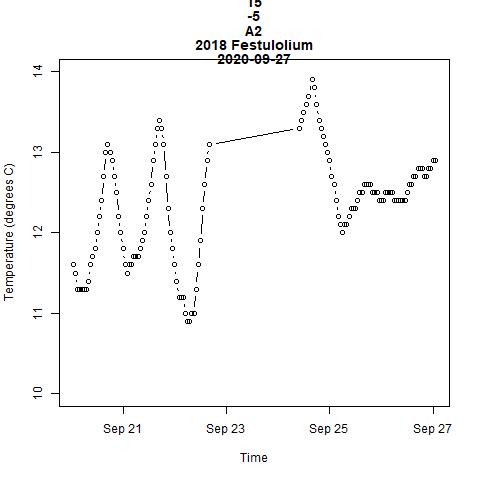 15
-5
A2
2018 Festulolium
2020-09-27
14
13
12
11
10
Temperature (degrees C)
Sep 21
Sep 23
Sep 25
Sep 27
Time